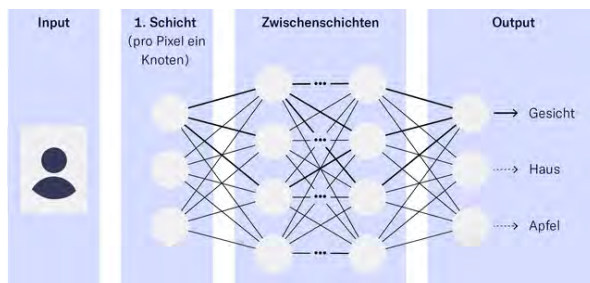 Input
1. Schicht
(pro Pixel ein
Knoten)
Zwischenschichten
Output
Gesicht
Haus
Apfel